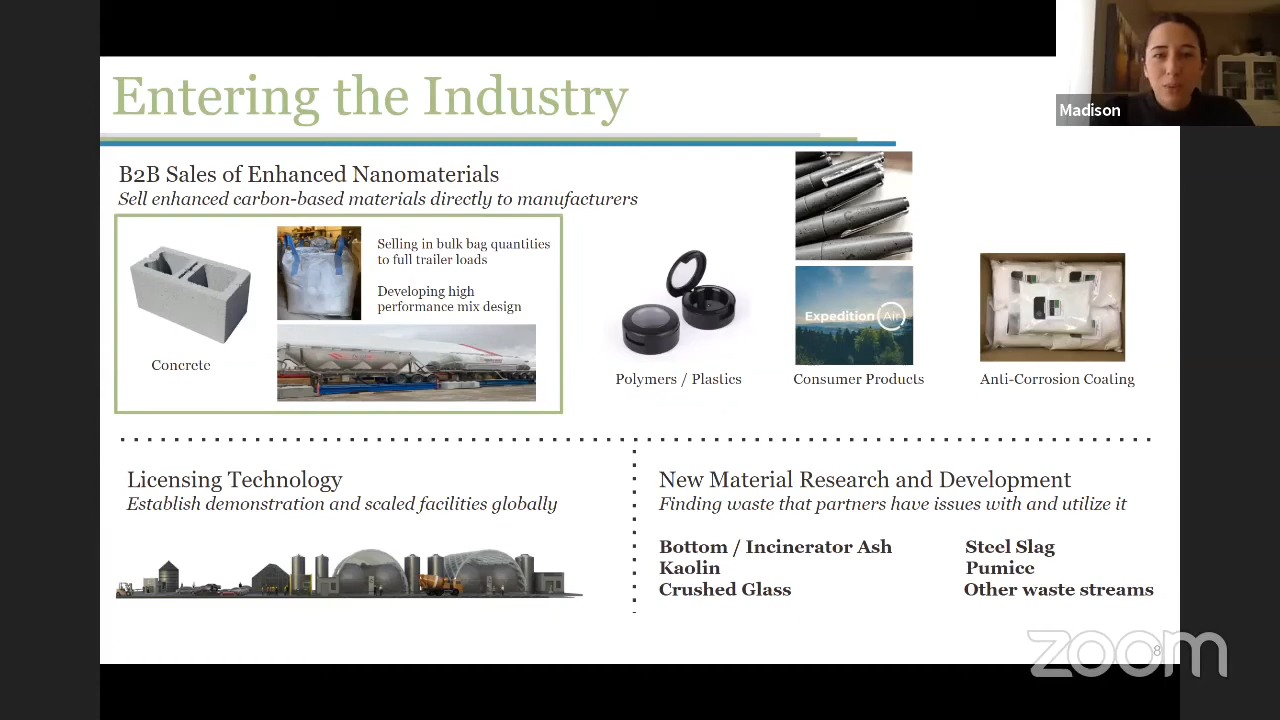 Entering the Industry
Madison
B2B Sales of Enhanced Nanomaterials
Sell enhanced carbon-based materials directly to manufacturers
Selling in bulk bag quantities
to full trailer loads
Developing high
performance mix design
Concrete
Expedition Air
Polymers / Plastics
Consumer Products
Anti-Corrosion Coating
Licensing Technology
Establish demonstration and scaled facilities globally
New Material Research and Development
Finding waste that partners have issues with and utilize it
Bottom / Incinerator Ash
Kaolin
Crushed Glass
Steel Slag
Pumice
Other waste streams
8
zoom